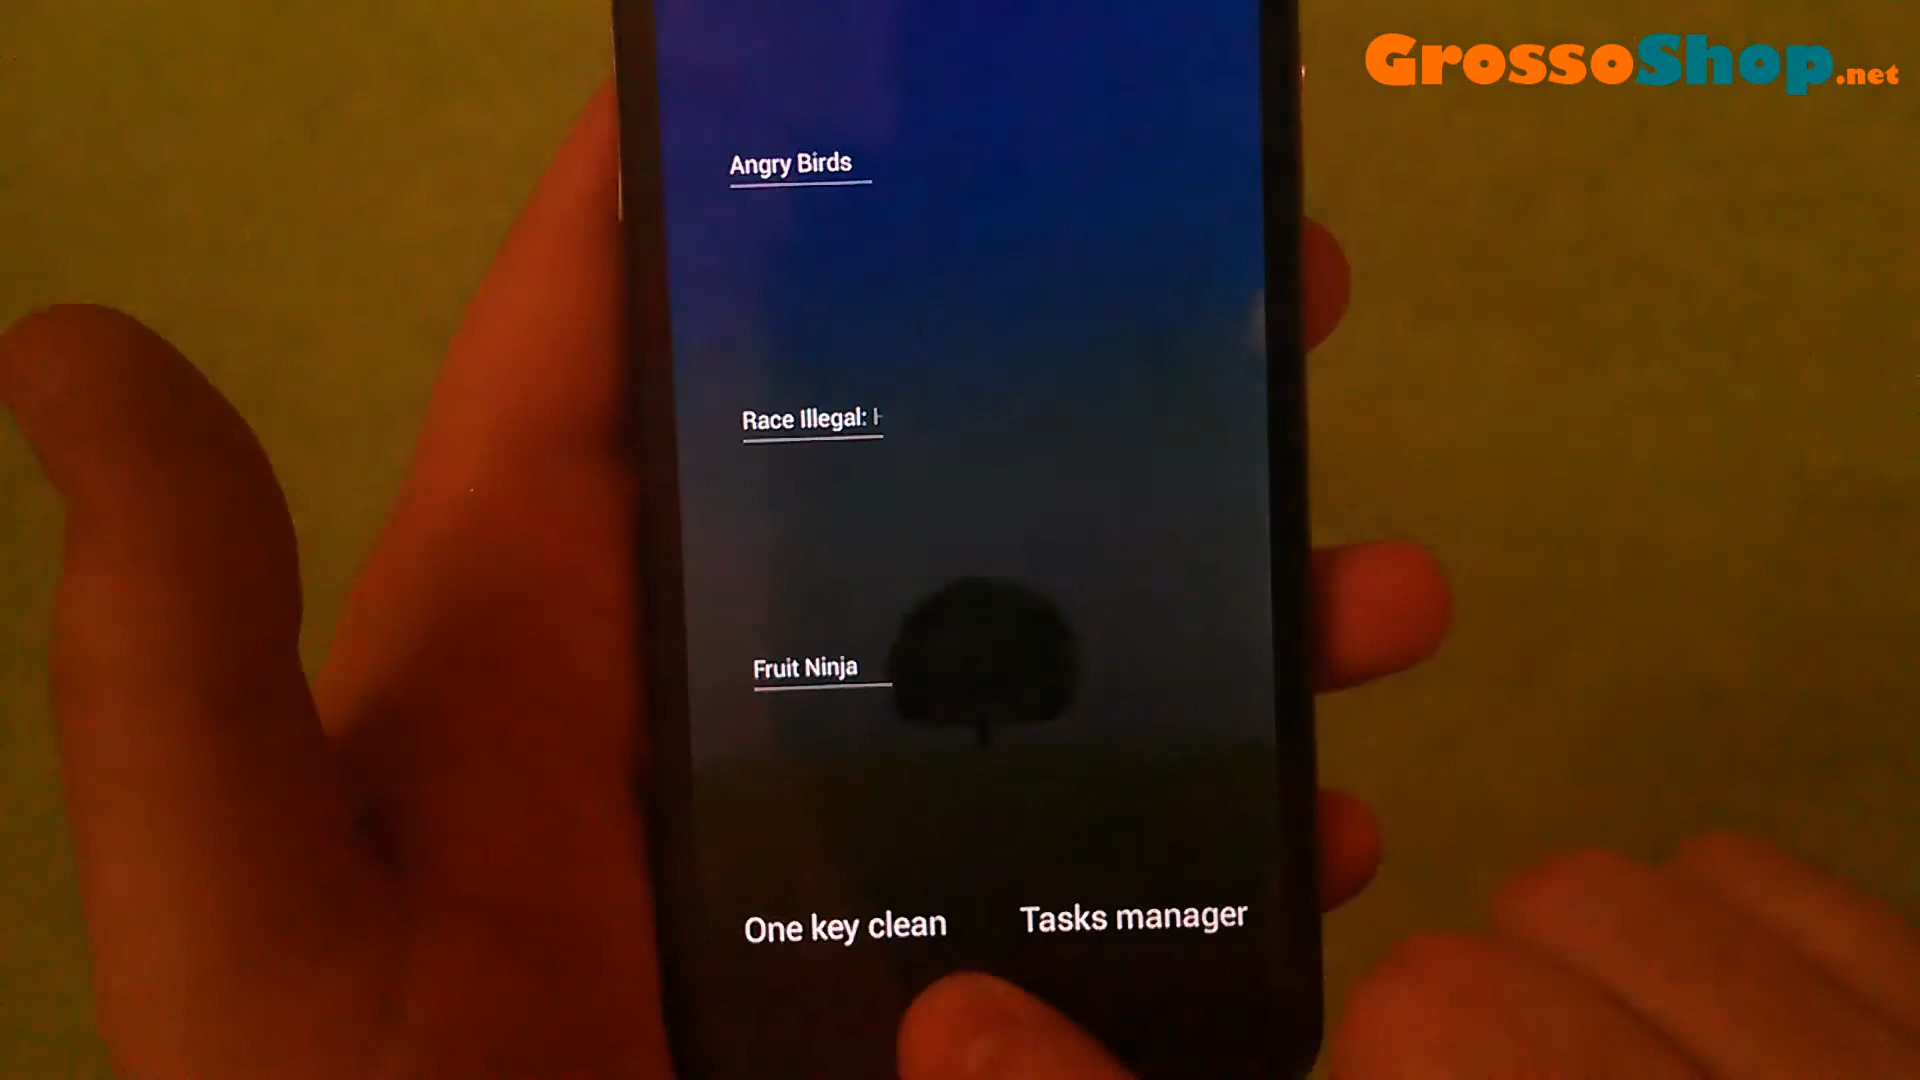 GrossoShop.net
Angry Birds
Race Illegal:
Fruit Ninja
One key clean
Tasks manager